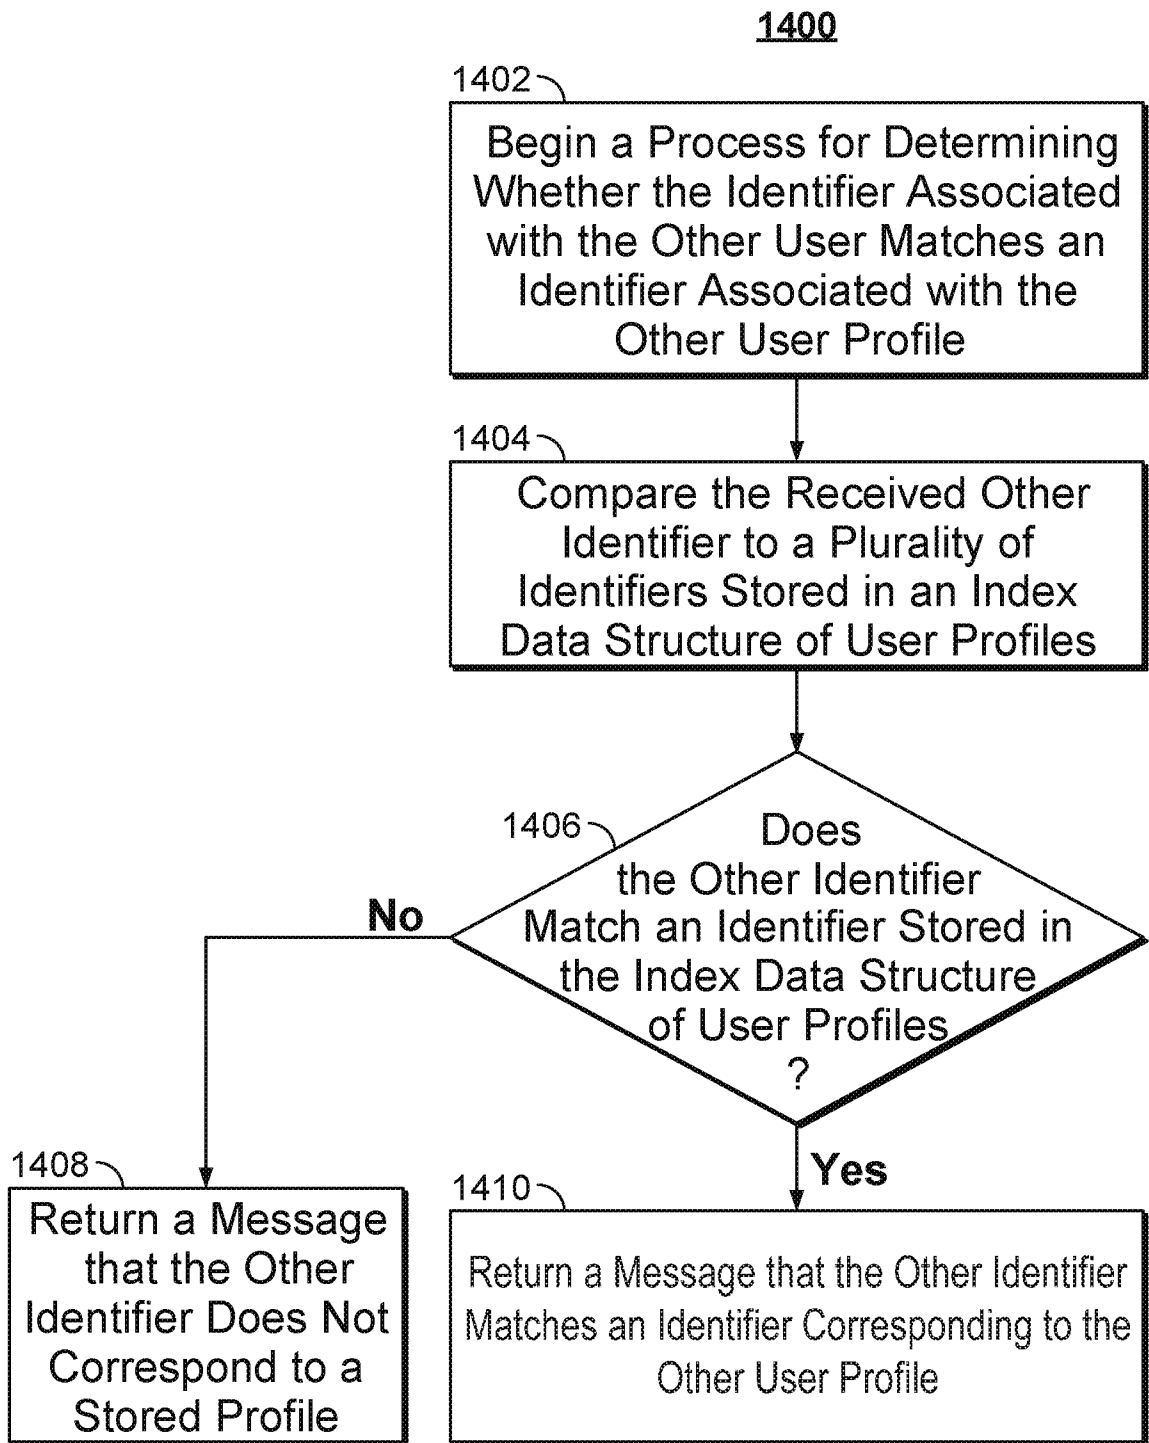 1400
1402
Begin a Process for Determining
Whether the Identifier Associated
with the Other User Matches an
Identifier Associated with the
Other User Profile
1404
Compare the Received Other
Identifier to a Plurality of
Identifiers Stored in an Index
Data Structure of User Profiles
1406
Does
the Other Identifier
Match an Identifier Stored in
the Index Data Structure
of User Profiles
?
No
Yes
1408
Return a Message
that the Other
Identifier Does Not
Correspond to a
Stored Profile
1410
Return a Message that the Other Identifier
Matches an Identifier Corresponding to the
Other User Profile